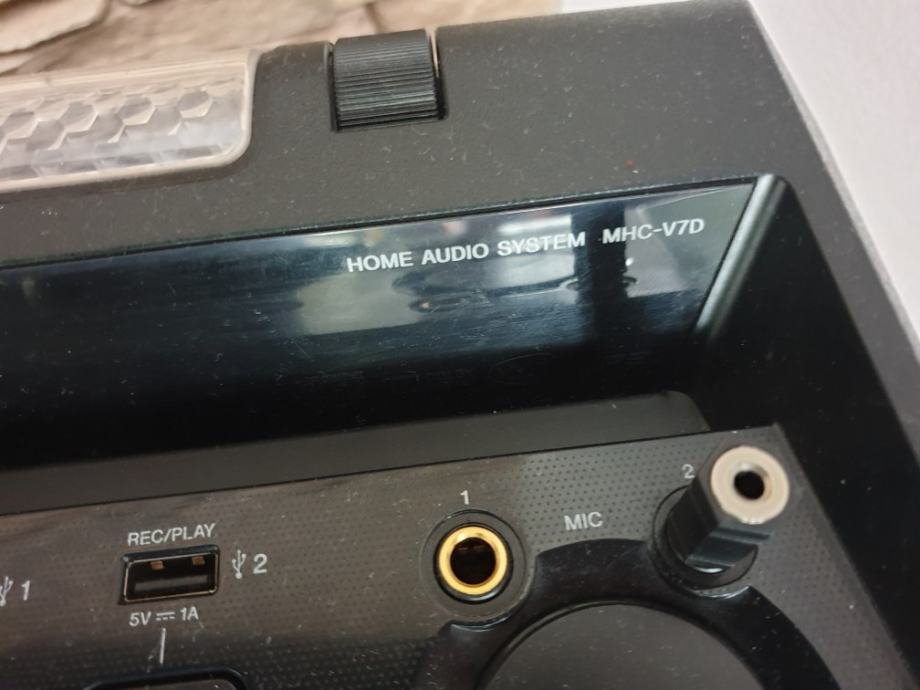 HOME AUDIO SYSTEM MHC-V7D
1
MIC
2
REC/PLAY
1
2
5V ⎓ 1A